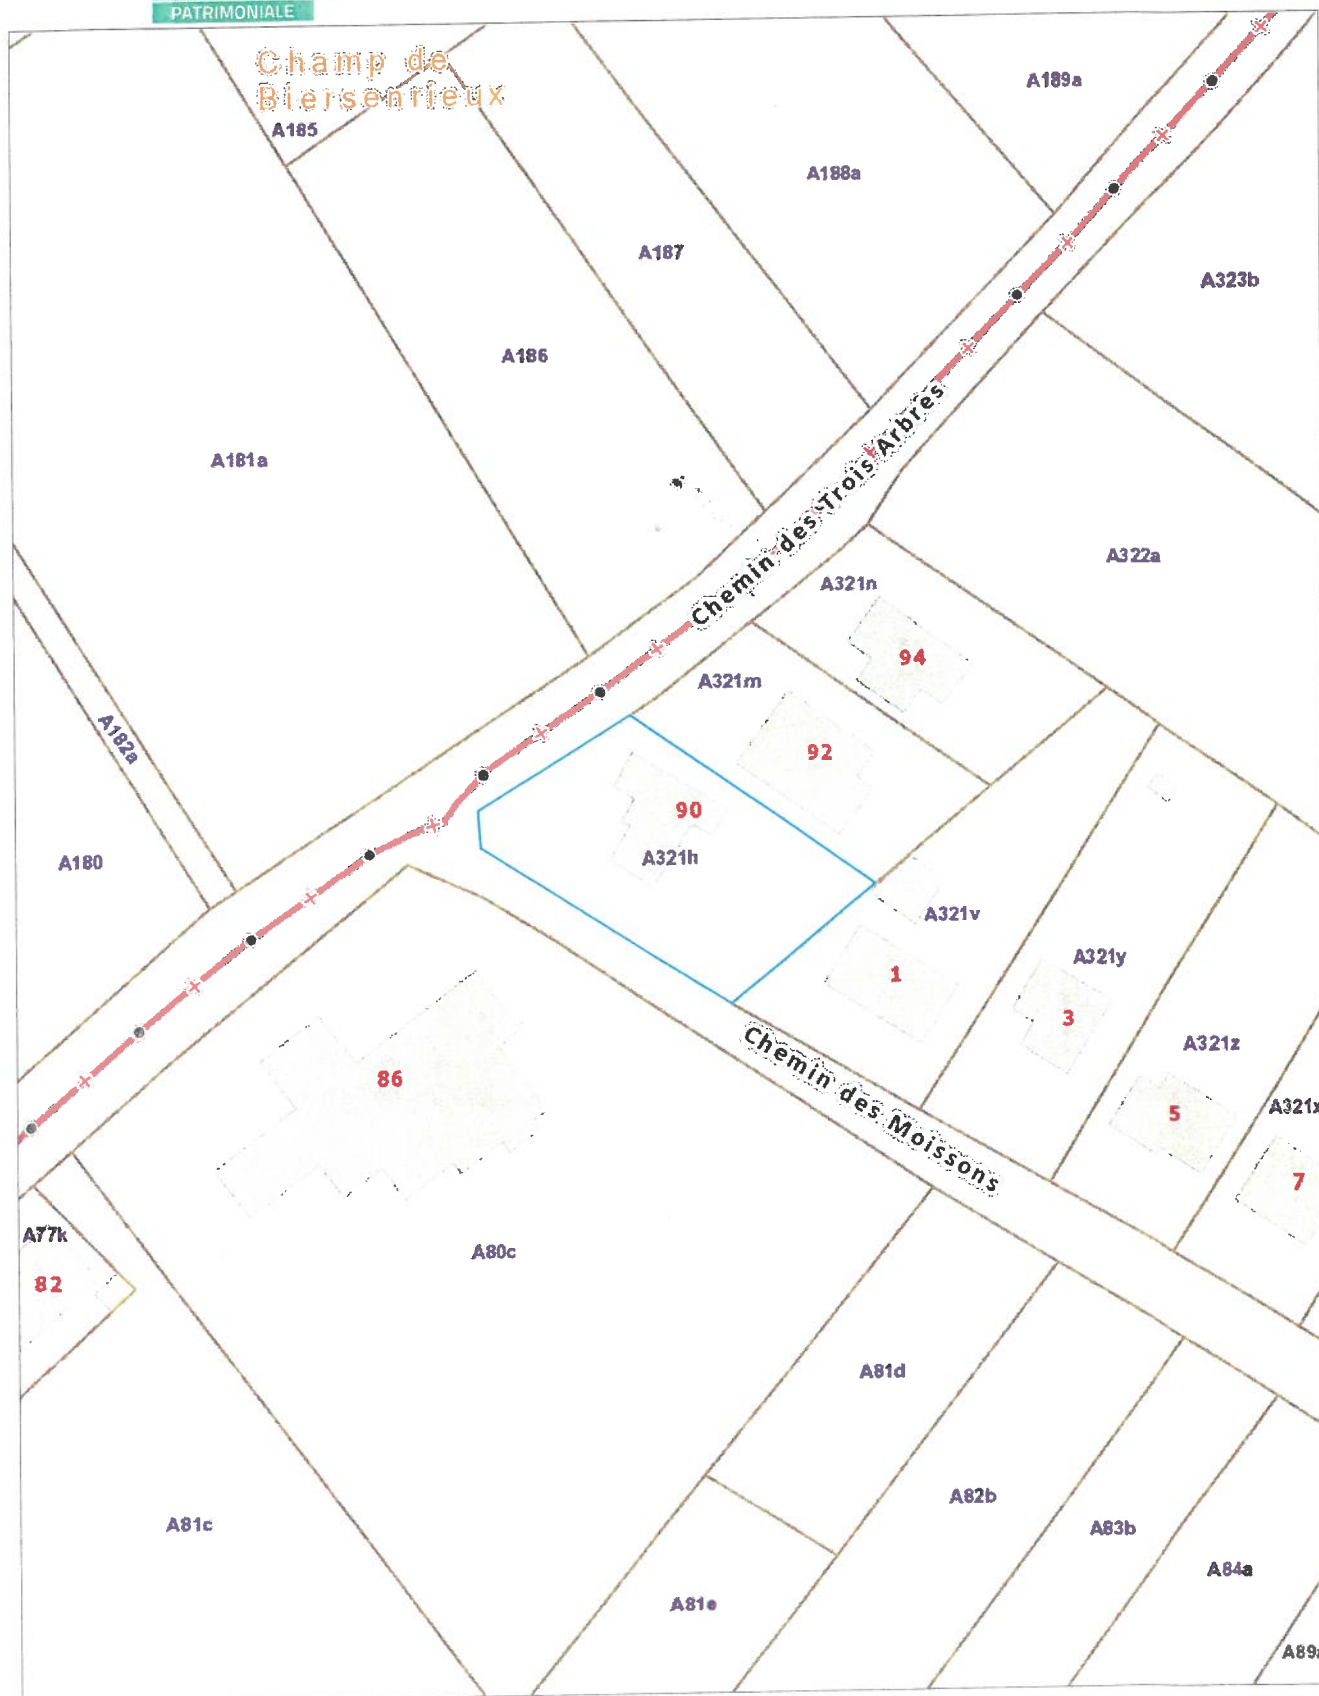 PATRIMONIALE
Champ de
Biersenrieux
A185
A189a
A188a
A187
A323b
A186
A181a
Chemin des Trois Arbres
A322a
A321n
94
A321m
A182a
92
90
A180
A321h
A321v
A321y
1
3
A321z
Chemin des Moissons
86
5
A321x
7
A77k
A80c
82
A81d
A82b
A81c
A83b
A84a
A81e
A89a